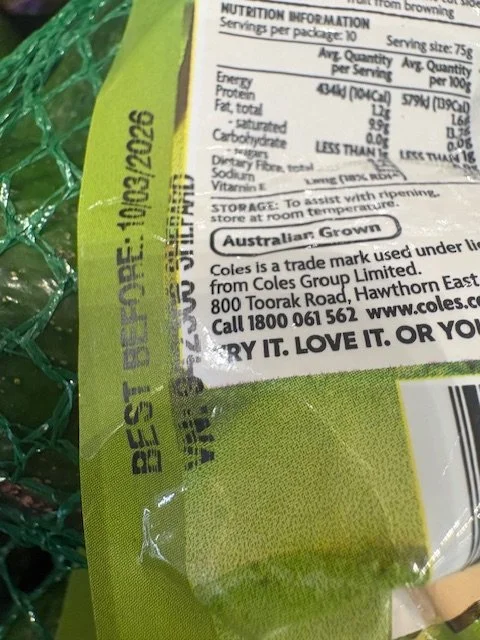 from browning
NUTRITION INFORMATION
Servings per package: 10 Serving size: 75g
Avg. Quantity per Serving Avg. Quantity per 100g
Energy 434kJ (104Cal) 579kJ (139Cal)
Protein 1.2g 1.6g
Fat, total 9.9g
- saturated 0.0g 0.0g
Carbohydrate LESS THAN 1g LESS THAN 1g
- sugars
Dietary Fibre, total
Sodium
Vitamin E
STORAGE: To assist with ripening,
store at room temperature.
Australian Grown
Coles is a trade mark used under
from Coles Group Limited.
800 Toorak Road, Hawthorn East
Call 1800 061 562 www.coles.c
RY IT. LOVE IT. OR YO
BEST BEFORE: 10/03/2026